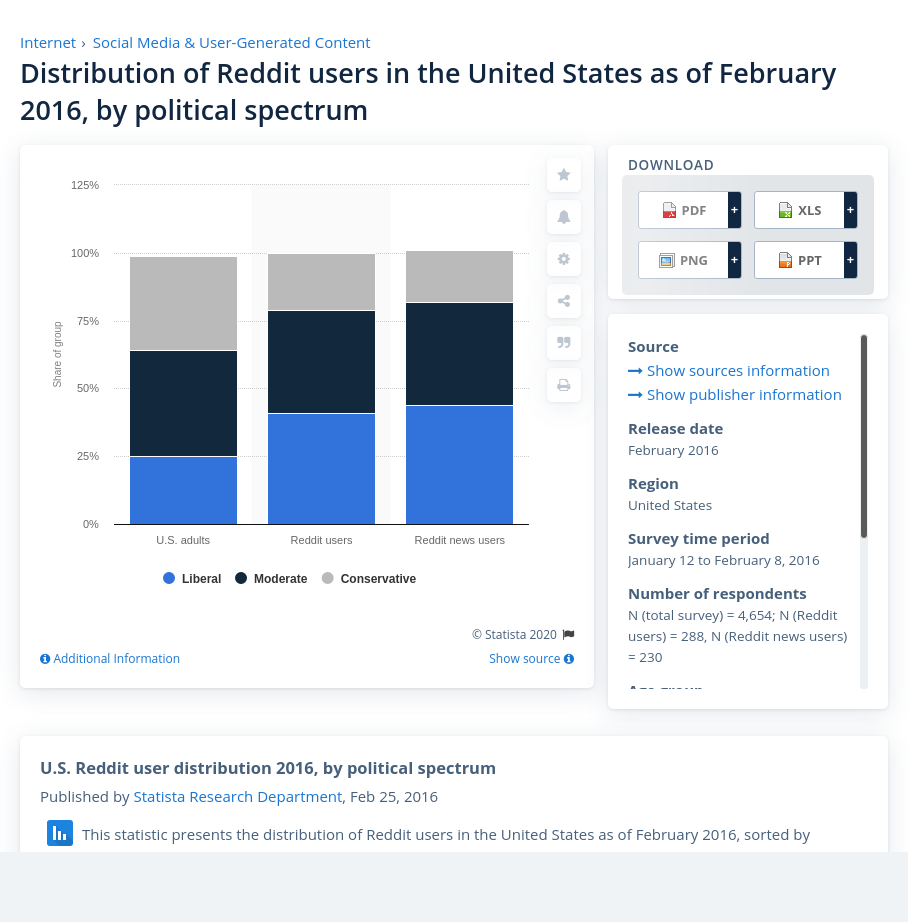 Internet › Social Media & User-Generated Content
Distribution of Reddit users in the United States as of February
2016, by political spectrum
125%
100%
75%
50%
25%
0%
Share of group
U.S. adults
Reddit users
Reddit news users
Liberal
Moderate
Conservative
© Statista 2020
Additional Information
Show source
DOWNLOAD
PDF +
XLS +
PNG +
PPT +
Source
Show sources information
Show publisher information
Release date
February 2016
Region
United States
Survey time period
January 12 to February 8, 2016
Number of respondents
N (total survey) = 4,654; N (Reddit
users) = 288, N (Reddit news users)
= 230
U.S. Reddit user distribution 2016, by political spectrum
Published by Statista Research Department, Feb 25, 2016
This statistic presents the distribution of Reddit users in the United States as of February 2016, sorted by